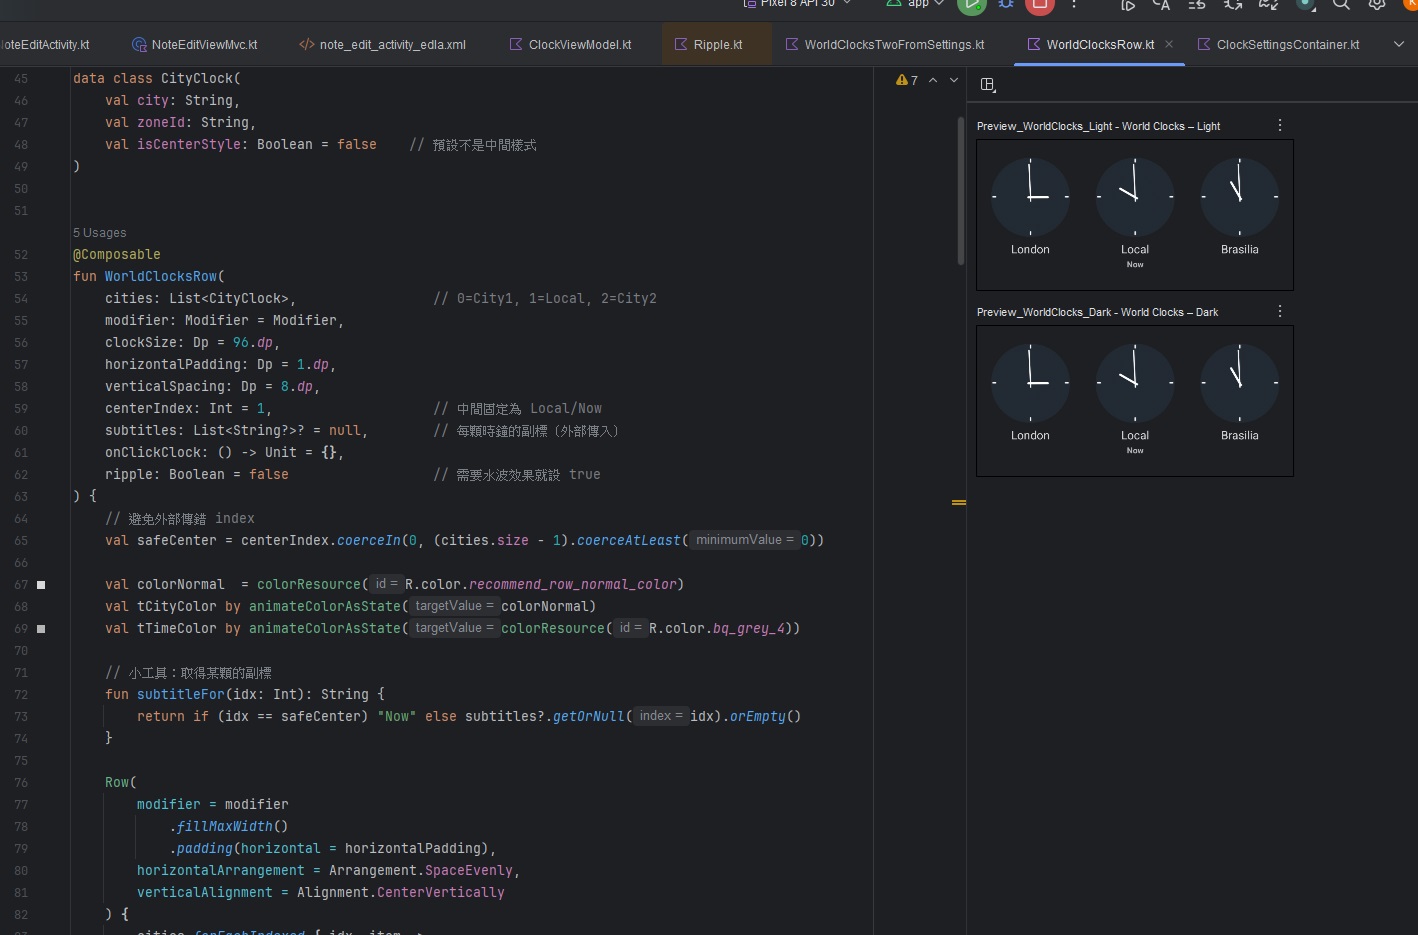 Pixel 8 API 30
app
NoteEditActivity.kt
NoteEditViewMvc.kt
note_edit_activity_edla.xml
ClockViewModel.kt
Ripple.kt
WorldClocksTwoFromSettings.kt
WorldClocksRow.kt
ClockSettingsContainer.kt
7
45 data class CityClock(
46 val city: String,
47 val zoneId: String,
48 val isCenterStyle: Boolean = false // 預設不是中間樣式
49 )
50
51
5 Usages
52 @Composable
53 fun WorldClocksRow(
54 cities: List<CityClock>, // 0=City1, 1=Local, 2=City2
55 modifier: Modifier = Modifier,
56 clockSize: Dp = 96.dp,
57 horizontalPadding: Dp = 1.dp,
58 verticalSpacing: Dp = 8.dp,
59 centerIndex: Int = 1, // 中間固定為 Local/Now
60 subtitles: List<String?>? = null, // 每顆時鐘的副標（外部傳入）
61 onClickClock: () -> Unit = {},
62 ripple: Boolean = false // 需要水波效果就設 true
63 ) {
64 // 避免外部傳錯 index
65 val safeCenter = centerIndex.coerceIn(0, (cities.size - 1).coerceAtLeast( minimumValue = 0))
66
67 val colorNormal = colorResource( id = R.color.recommend_row_normal_color)
68 val tCityColor by animateColorAsState( targetValue = colorNormal)
69 val tTimeColor by animateColorAsState( targetValue = colorResource( id = R.color.bq_grey_4))
70
71 // 小工具：取得某顆的副標
72 fun subtitleFor(idx: Int): String {
73 return if (idx == safeCenter) "Now" else subtitles?.getOrNull( index = idx).orEmpty()
74 }
75
76 Row(
77 modifier = modifier
78 .fillMaxWidth()
79 .padding(horizontal = horizontalPadding),
80 horizontalArrangement = Arrangement.SpaceEvenly,
81 verticalAlignment = Alignment.CenterVertically
82 ) {
cities.forEachIndexed { idx, item ->
Preview_WorldClocks_Light - World Clocks – Light
London
Local
Now
Brasilia
Preview_WorldClocks_Dark - World Clocks – Dark
London
Local
Now
Brasilia